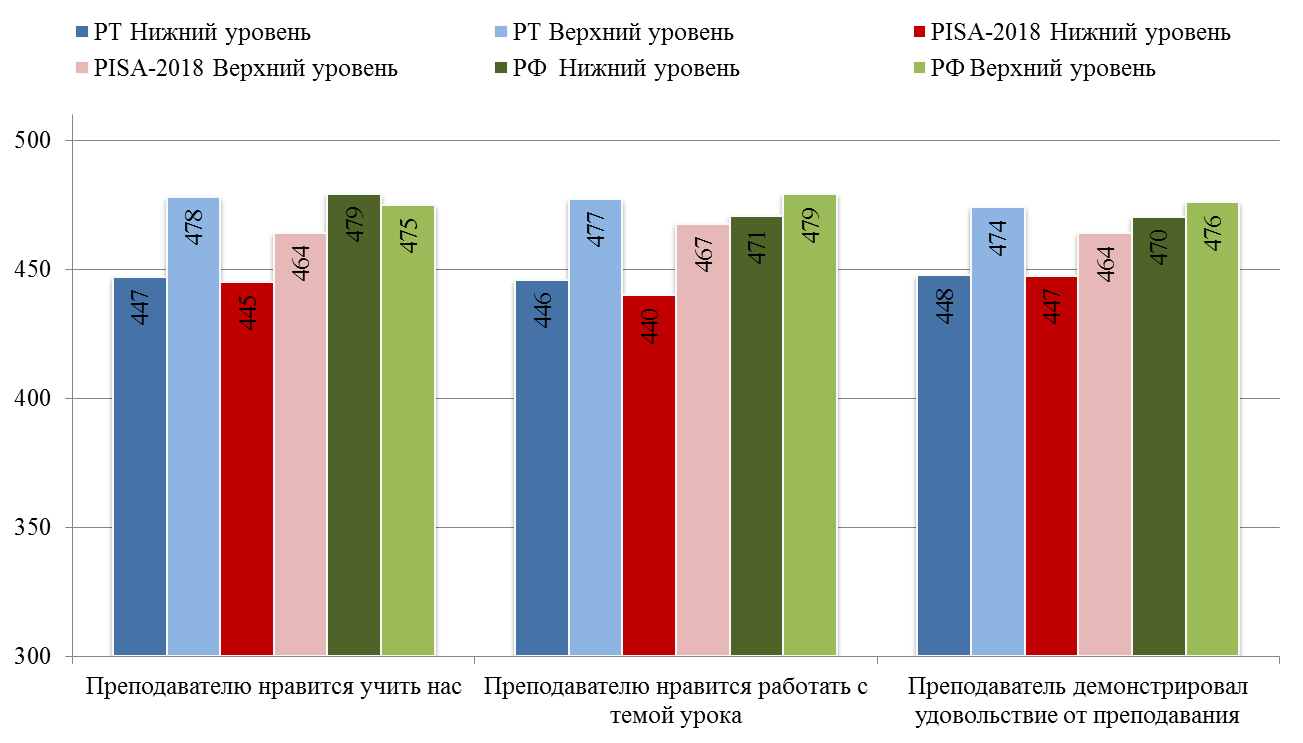 РТ Нижний уровень РТ Верхний уровень PISA-2018 Нижний уровень
PISA-2018 Верхний уровень РФ Нижний уровень РФ Верхний уровень
500
450
400
350
300
447 478 445 464 479 475
446 477 440 467 471 479
448 474 447 464 470 476
Преподавателю нравится учить нас
Преподавателю нравится работать с
темой урока
Преподаватель демонстрировал
удовольствие от преподавания